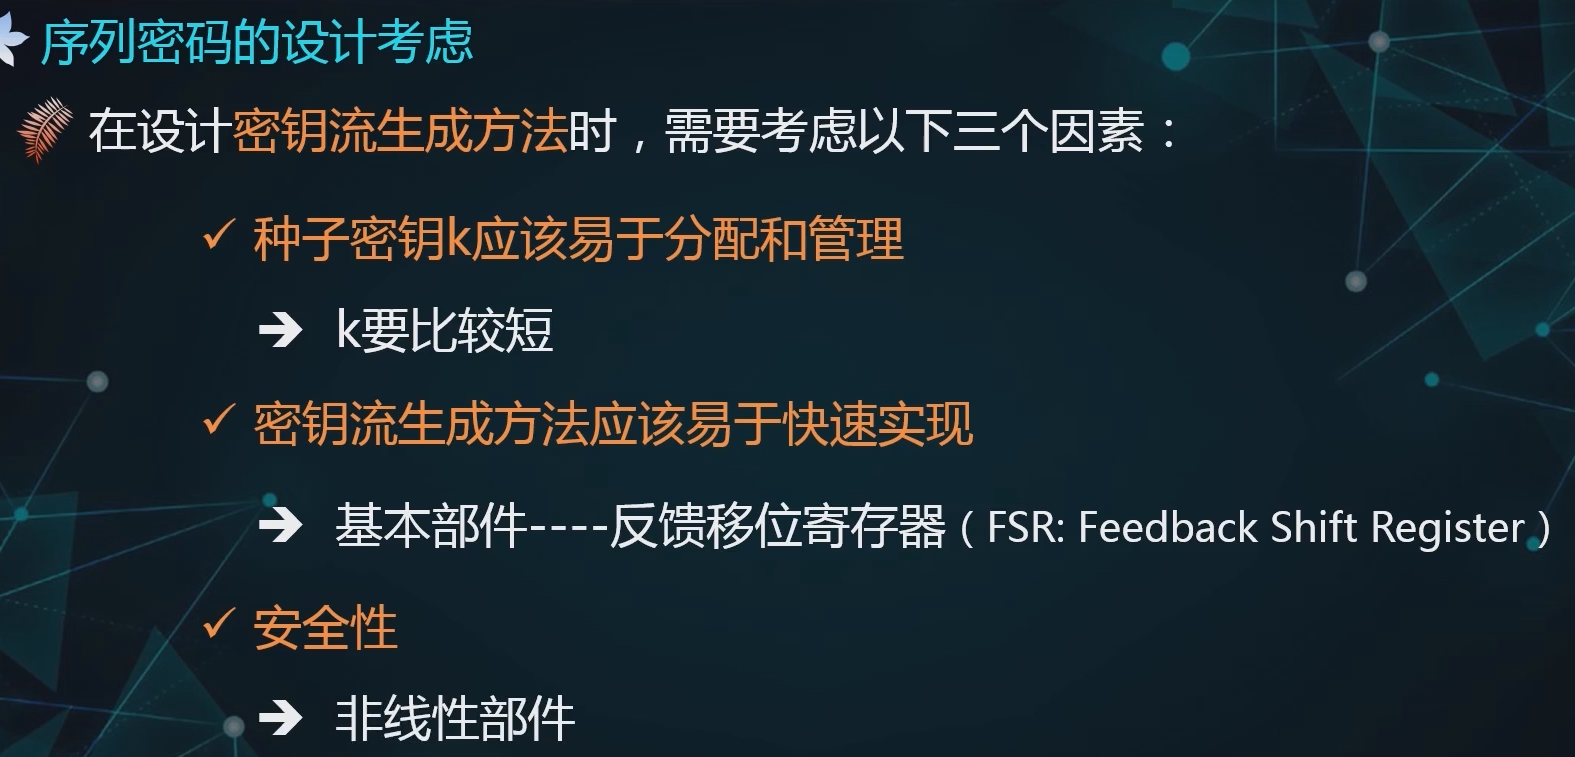 序列密码的设计考虑
在设计密钥流生成方法时，需要考虑以下三个因素：
✓ 种子密钥k应该易于分配和管理
➔ k要比较短
✓ 密钥流生成方法应该易于快速实现
➔ 基本部件----反馈移位寄存器（FSR: Feedback Shift Register）
✓ 安全性
➔ 非线性部件